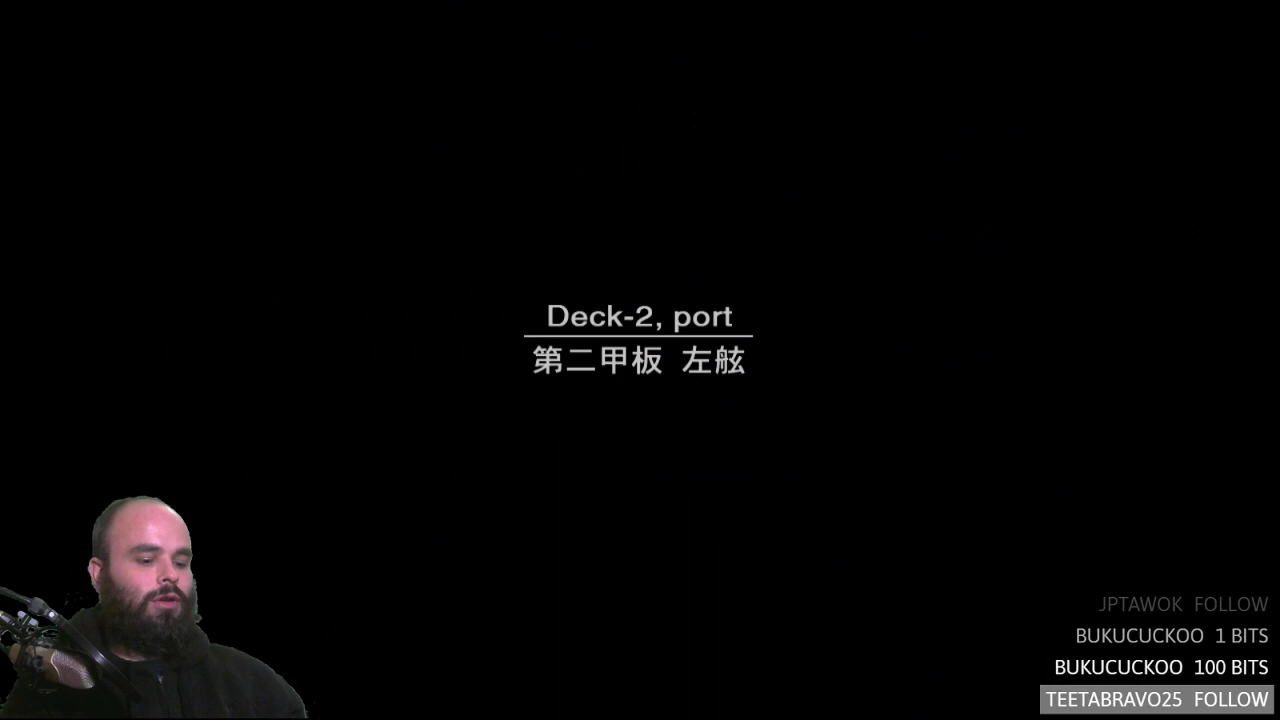 Deck-2, port
第二甲板 左舷
JPTAWOK FOLLOW
BUKUCUCKOO 1 BITS
BUKUCUCKOO 100 BITS
TEETABRAVO25 FOLLOW